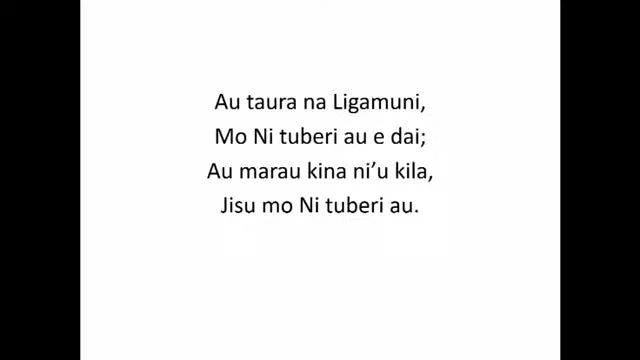 Au taura na Ligamuni,
Mo Ni tuberi au e dai;
Au marau kina ni’u kila,
Jisu mo Ni tuberi au.